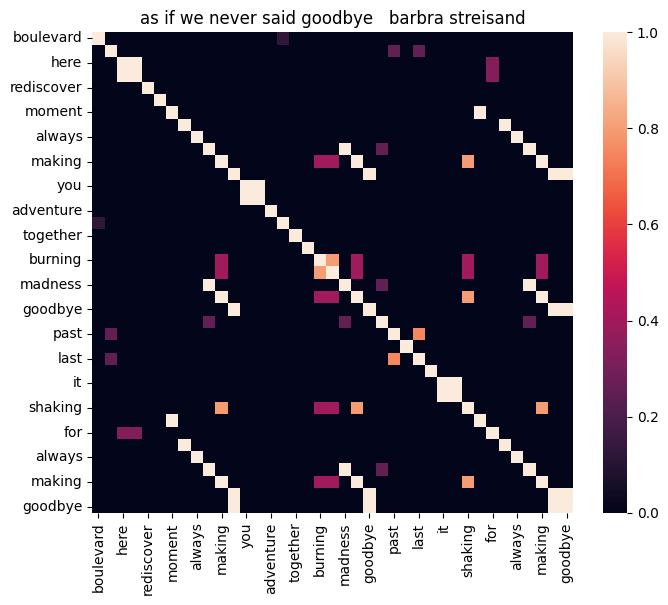 as if we never said goodbye   barbra streisand
boulevard
here
rediscover
moment
always
making
you
adventure
together
burning
madness
goodbye
past
last
it
shaking
for
always
making
goodbye
1.0
0.8
0.6
0.4
0.2
0.0
boulevard
here
rediscover
moment
always
making
you
adventure
together
burning
madness
goodbye
past
last
it
shaking
for
always
making
goodbye